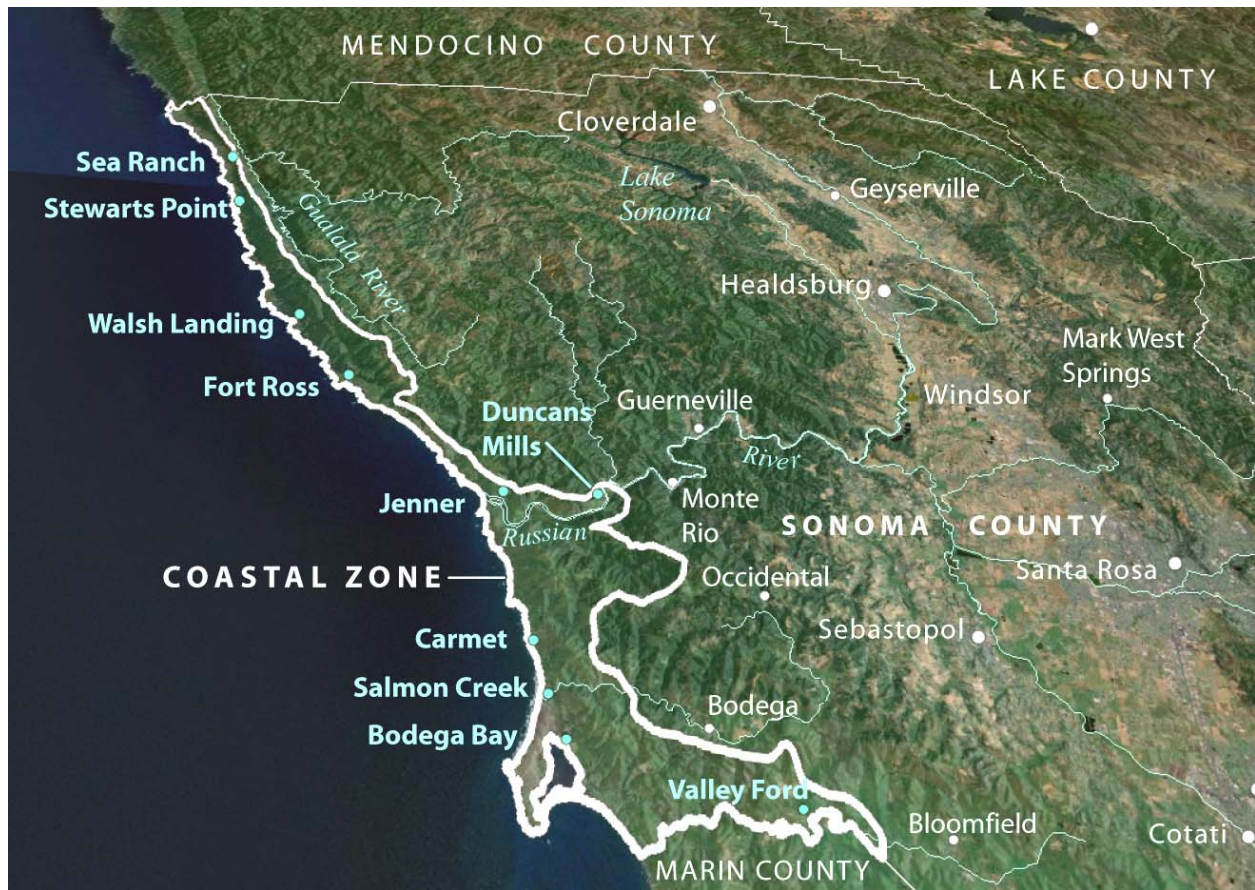 MENDOCINO COUNTY
LAKE COUNTY
Cloverdale
Sea Ranch
Lake
Sonoma
Geyserville
Stewarts Point
Gualala River
Healdsburg
Walsh Landing
Mark West
Springs
Fort Ross
Windsor
Guerneville
Duncans
Mills
River
Jenner
Monte
Rio
Russian
SONOMA COUNTY
COASTAL ZONE
Occidental
Santa Rosa
Carmet
Sebastopol
Salmon Creek
Bodega
Bodega Bay
Valley Ford
Bloomfield
Cotati
MARIN COUNTY